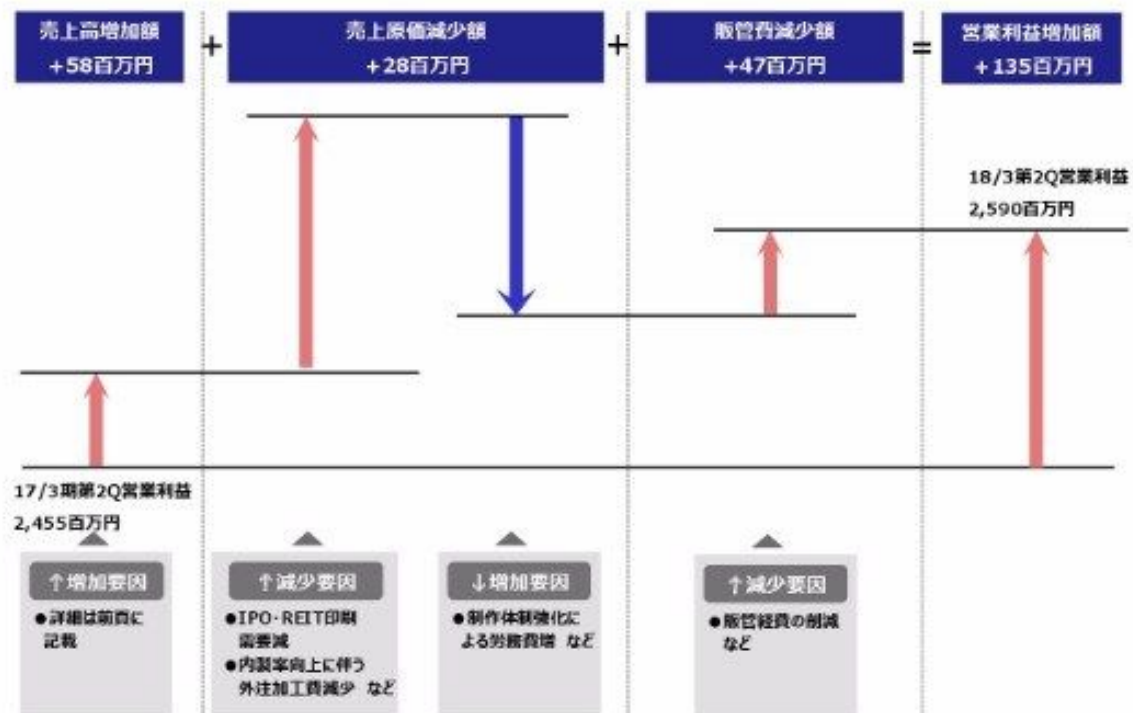 売上高増加額
+58百万円
+
売上原価減少額
+28百万円
+
販管費減少額
+47百万円
=
営業利益増加額
+135百万円
18/3第2Q営業利益
2,590百万円
17/3期第2Q営業利益
2,455百万円
↑増加要因
●詳細は前頁に
記載
↑減少要因
●IPO・REIT印刷
需要減
●内製率向上に伴う
外注加工費減少 など
↓増加要因
●制作体制強化に
よる労務費増 など
↑減少要因
●販管経費の削減
など